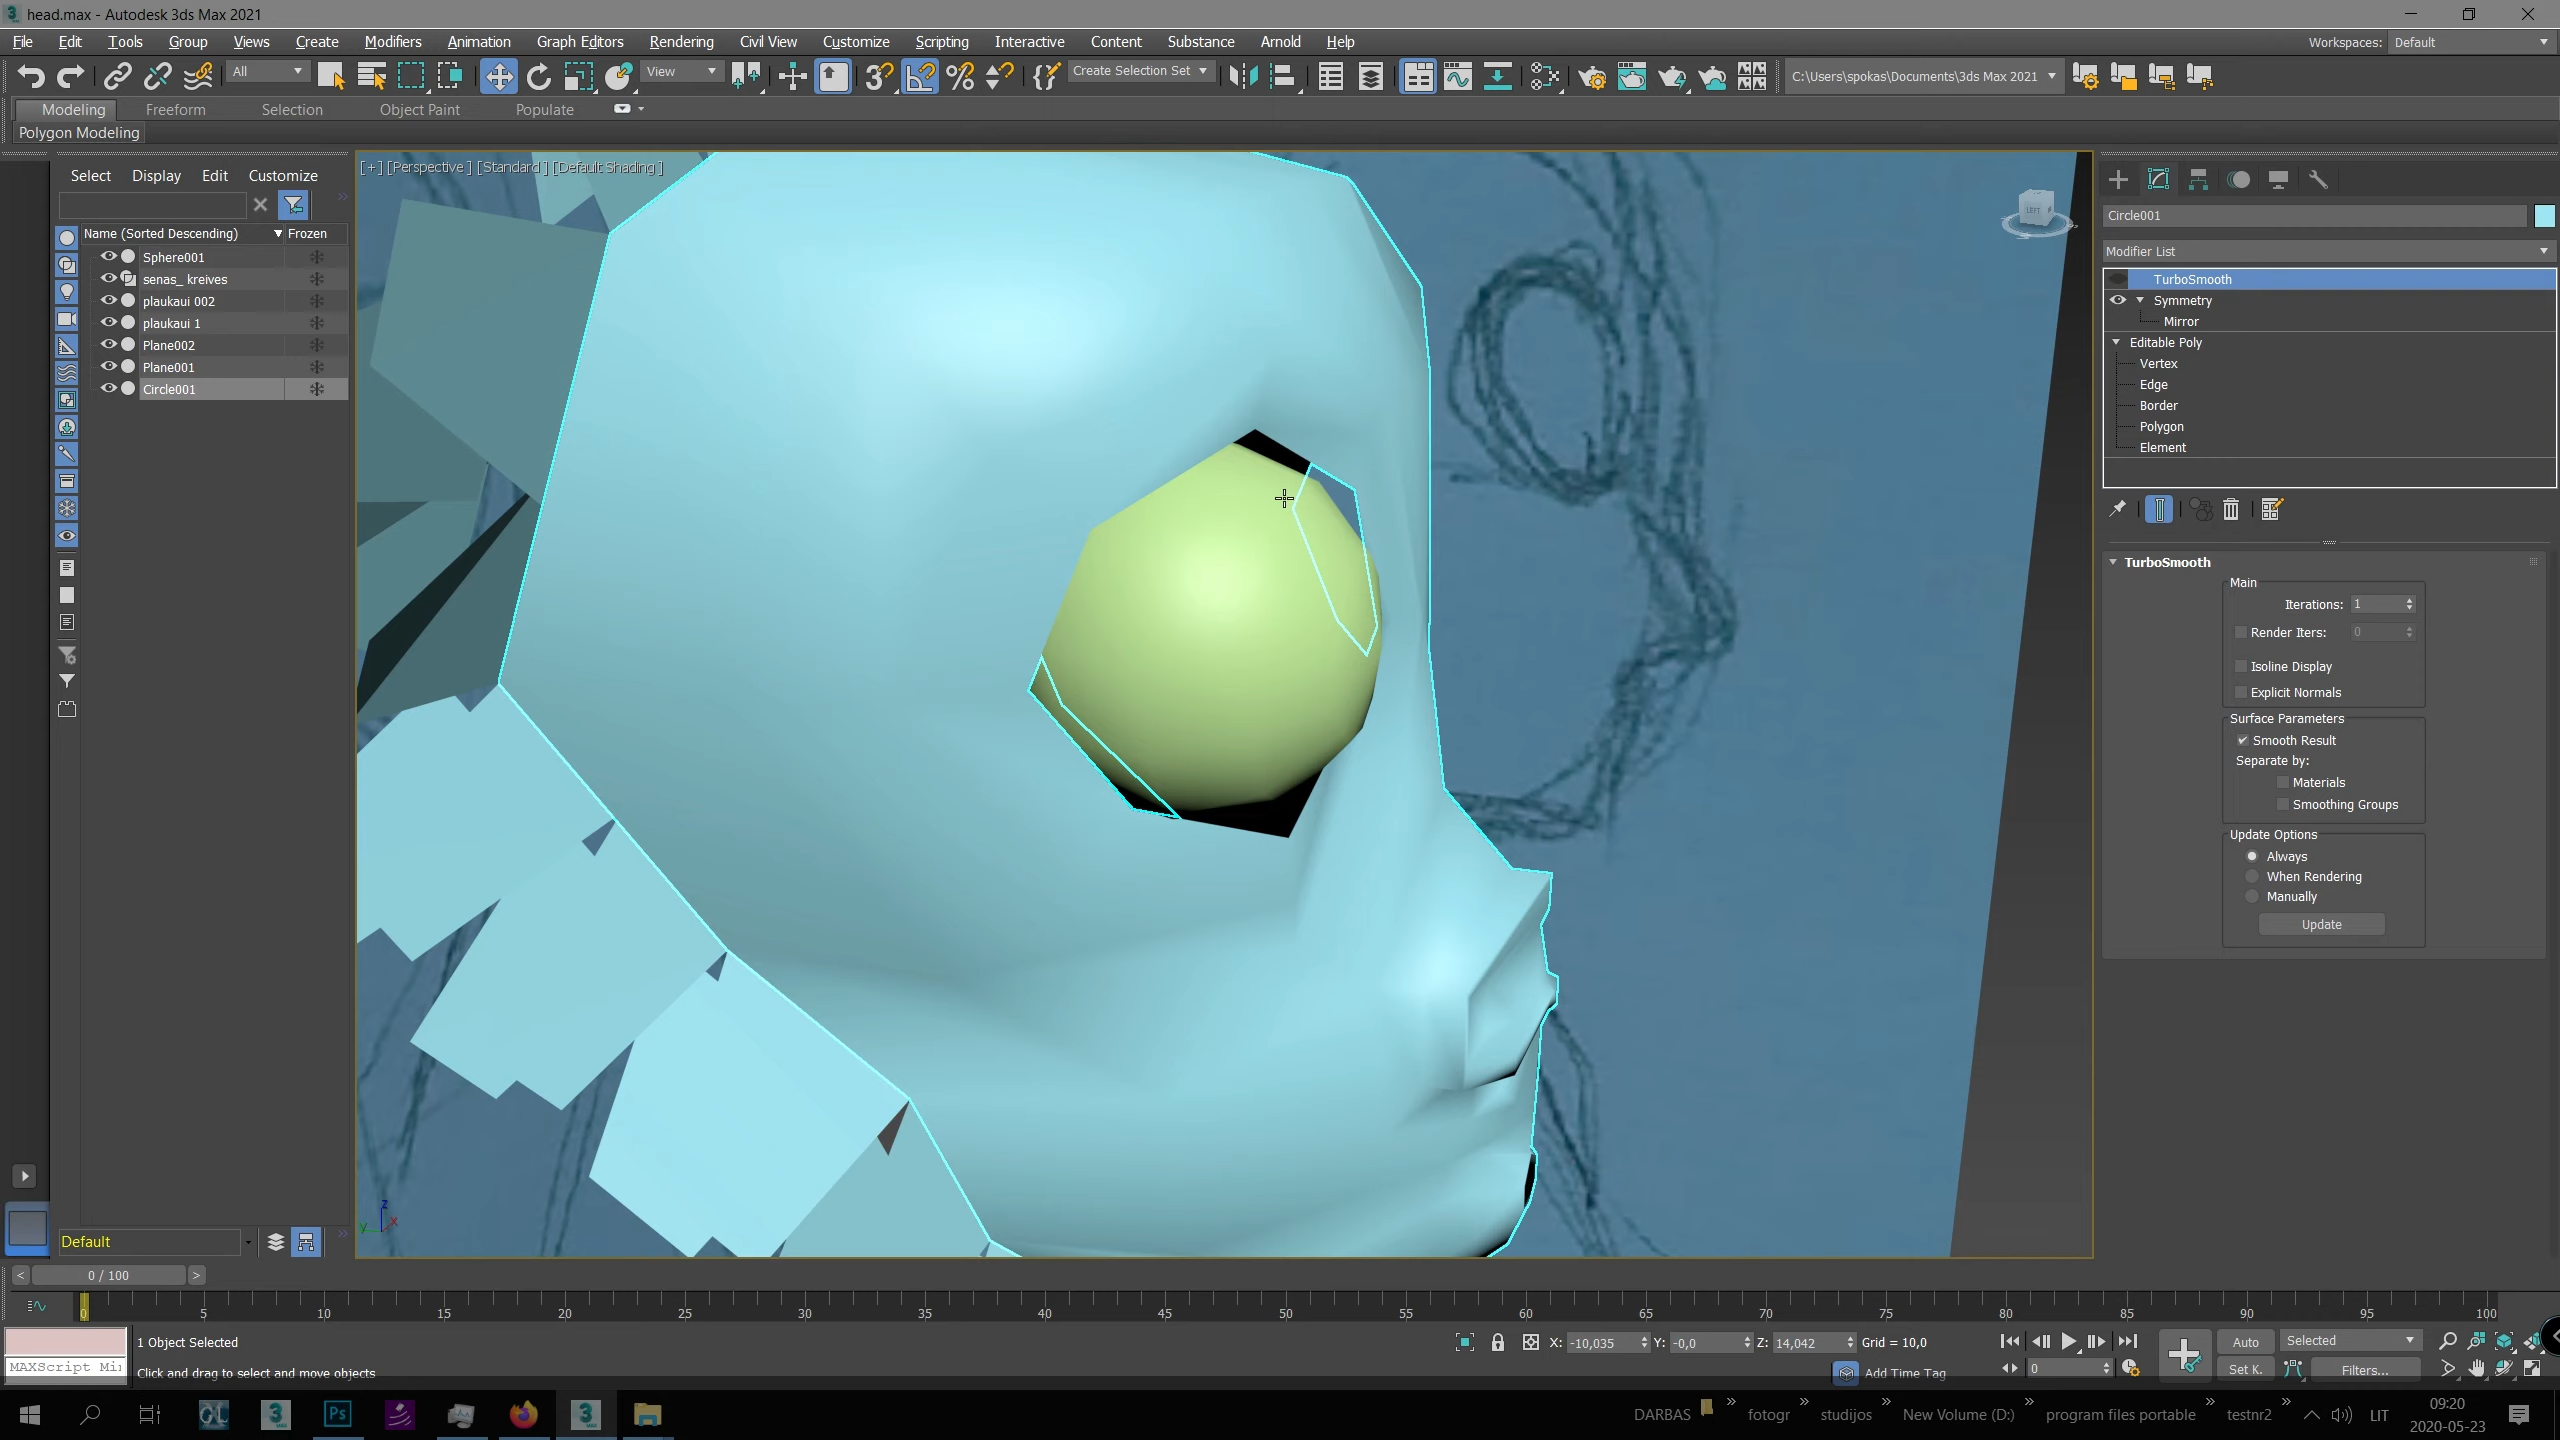 head.max - Autodesk 3ds Max 2021
File Edit Tools Group Views Create Modifiers Animation Graph Editors Rendering Civil View Customize Scripting Interactive Content Substance Arnold Help Workspaces: Default
All View Create Selection Set C:\Users\spokas\Documents\3ds Max 2021
Modeling Freeform Selection Object Paint Populate
Polygon Modeling
[+] [Perspective ] [Standard ] [Default Shading ]
Select Display Edit Customize
Name (Sorted Descending) Frozen
Sphere001
senas_ kreives
plaukaui 002
plaukaui 1
Plane002
Plane001
Circle001
LEFT
Circle001
Modifier List
TurboSmooth
Symmetry
Mirror
Editable Poly
Vertex
Edge
Border
Polygon
Element
TurboSmooth
Main
Iterations: 1
Render Iters: 0
Isoline Display
Explicit Normals
Surface Parameters
Smooth Result
Separate by:
Materials
Smoothing Groups
Update Options
Always
When Rendering
Manually
Update
z
y x
Default
< 0 / 100 >
0 5 10 15 20 25 30 35 40 45 50 55 60 65 70 75 80 85 90 95 100
1 Object Selected X: -10,035 Y: -0,0 Z: 14,042 Grid = 10,0 Auto Selected
MAXScript Mi Click and drag to select and move objects Add Time Tag 0 Set K. Filters...
Ps 3 DARBAS » fotogr » studijos » New Volume (D:) » program files portable » testnr2 » LIT 09:20
2020-05-23